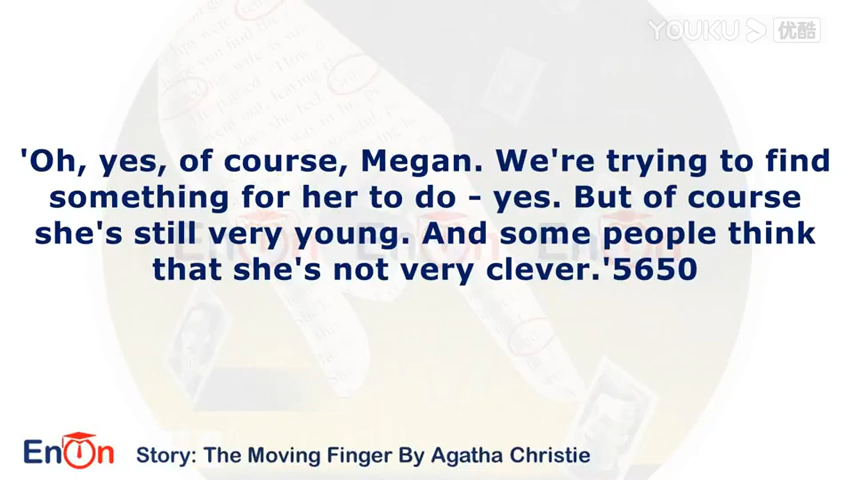 YOUKU 优酷
'Oh, yes, of course, Megan. We're trying to find
something for her to do - yes. But of course
she's still very young. And some people think
that she's not very clever.'5650
EnOn
Story: The Moving Finger By Agatha Christie